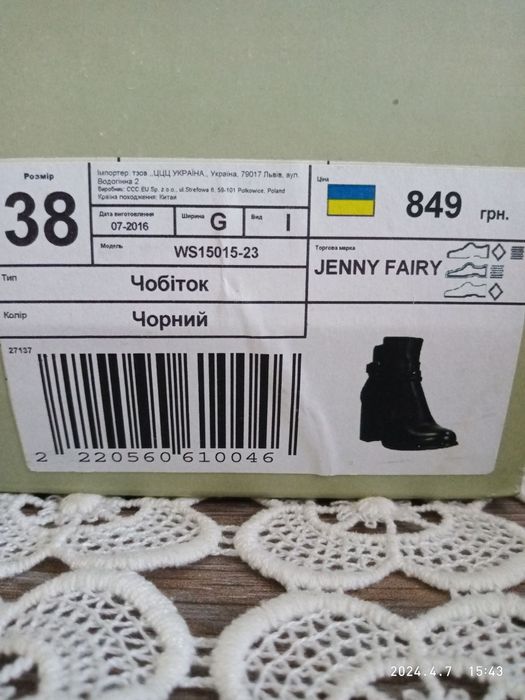 Розмір
38
Імпортер: тзов „ЦЦЦ УКРАЇНА„, Україна, 79017 Львів, вул.
Водогінна 2
Виробник: CCC.EU Sp. z o.o., ul.Strefowa 6, 59-101 Polkowice, Poland
Країна походження: Китай
Дата виготовлення
07-2016
Ширина
G
Вид
I
Модель
WS15015-23
Тип
Чобіток
Колір
Чорний
Ціна
849 грн.
Торгова марка
JENNY FAIRY
27137
2 220560 610046
2024.4.7 15:43